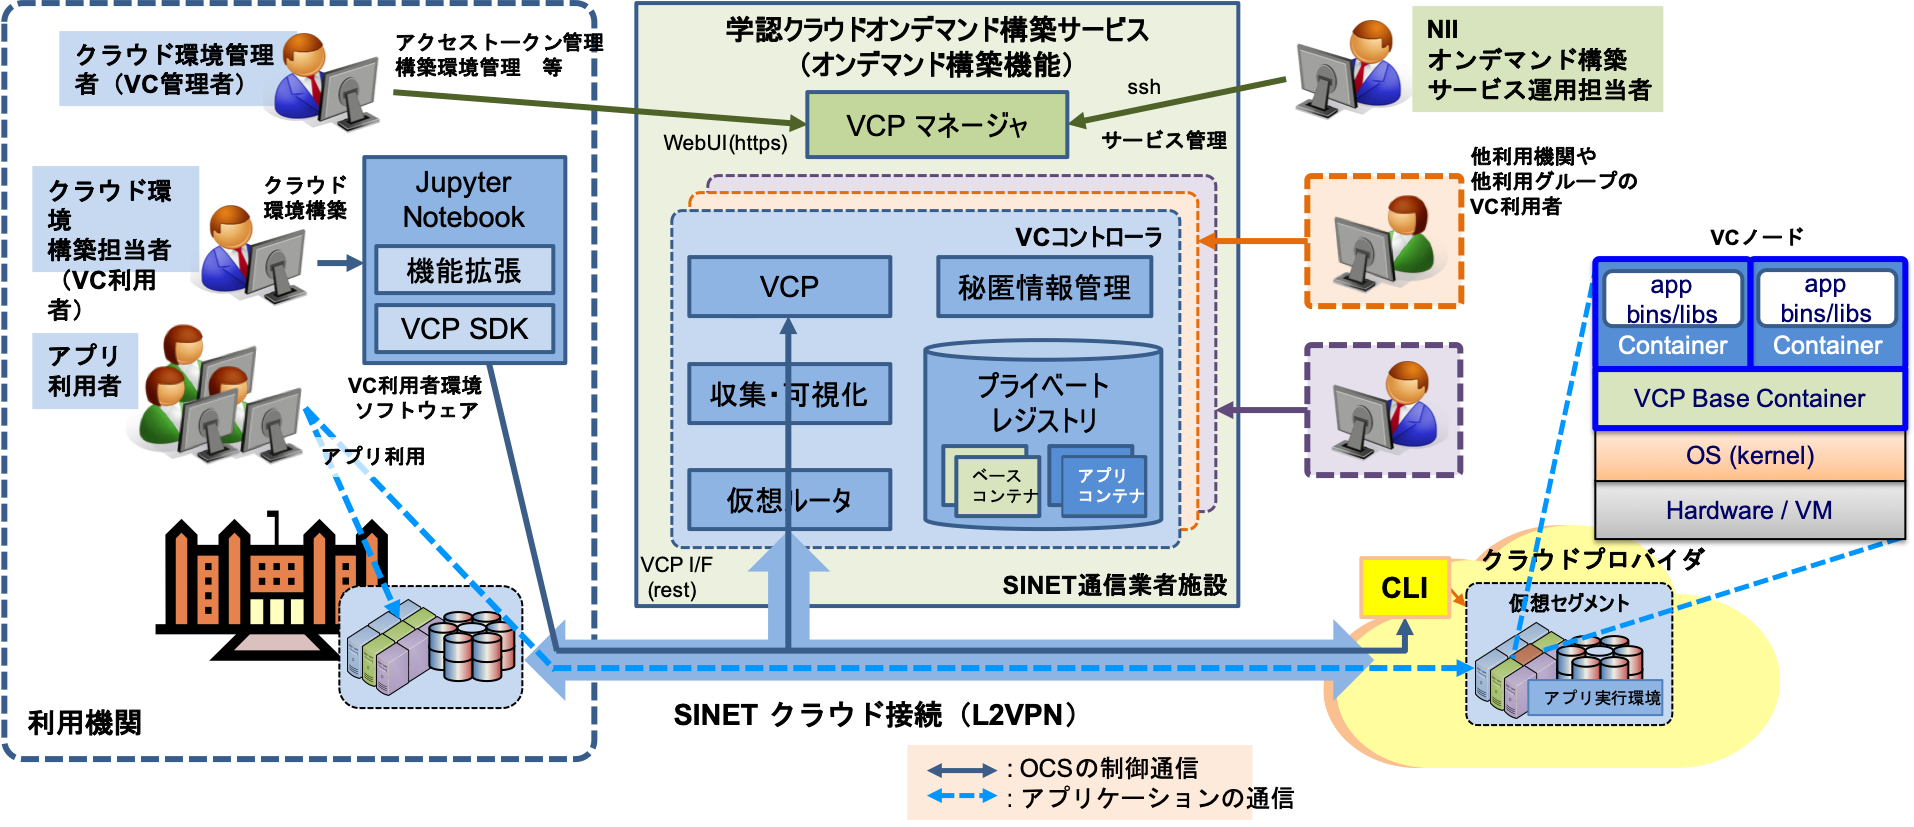 クラウド環境管理
者（VC管理者）
アクセストークン管理
構築環境管理　等
クラウド環
境
構築担当者
（VC利用
者）
クラウド
環境構築
Jupyter
Notebook
機能拡張
VCP SDK
アプリ
利用者
VC利用者環境
ソフトウェア
アプリ利用
利用機関
学認クラウドオンデマンド構築サービス
（オンデマンド構築機能）
VCP マネージャ
WebUI(https)
ssh
サービス管理
VCコントローラ
VCP
秘匿情報管理
収集・可視化
プライベート
レジストリ
仮想ルータ
ベース
コンテナ
アプリ
コンテナ
VCP I/F
(rest)
SINET通信業者施設
NII
オンデマンド構築
サービス運用担当者
他利用機関や
他利用グループの
VC利用者
VCノード
app
bins/libs
Container
app
bins/libs
Container
VCP Base Container
OS (kernel)
Hardware / VM
クラウドプロバイダ
CLI
仮想セグメント
アプリ実行環境
SINET クラウド接続（L2VPN）
: OCSの制御通信
: アプリケーションの通信